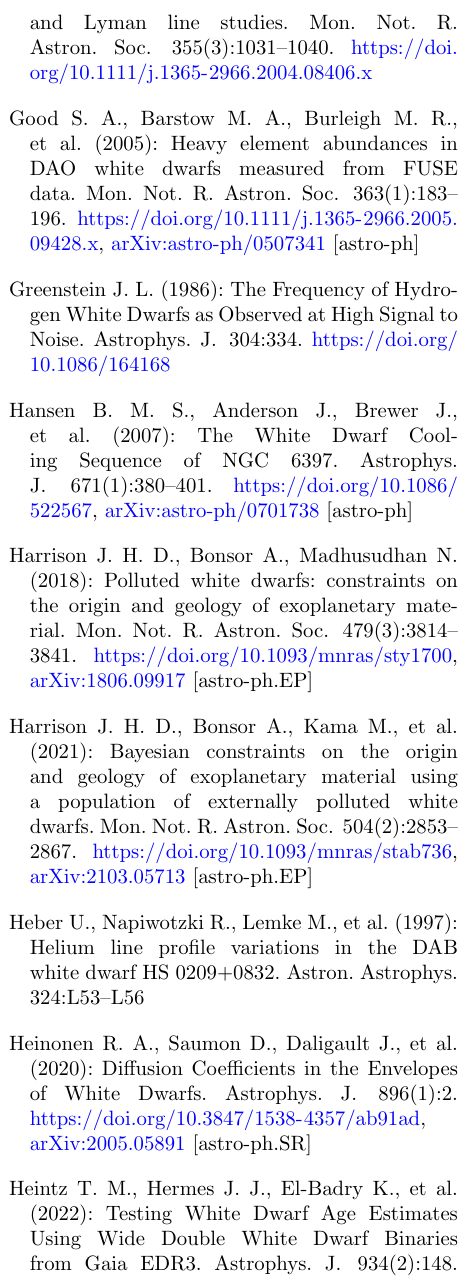 and Lyman line studies. Mon. Not. R.
Astron. Soc. 355(3):1031–1040. https://doi.
org/10.1111/j.1365-2966.2004.08406.x
Good S. A., Barstow M. A., Burleigh M. R.,
et al. (2005): Heavy element abundances in
DAO white dwarfs measured from FUSE
data. Mon. Not. R. Astron. Soc. 363(1):183–
196. https://doi.org/10.1111/j.1365-2966.2005.
09428.x, arXiv:astro-ph/0507341 [astro-ph]
Greenstein J. L. (1986): The Frequency of Hydro-
gen White Dwarfs as Observed at High Signal to
Noise. Astrophys. J. 304:334. https://doi.org/
10.1086/164168
Hansen B. M. S., Anderson J., Brewer J.,
et al. (2007): The White Dwarf Cool-
ing Sequence of NGC 6397. Astrophys.
J. 671(1):380–401. https://doi.org/10.1086/
522567, arXiv:astro-ph/0701738 [astro-ph]
Harrison J. H. D., Bonsor A., Madhusudhan N.
(2018): Polluted white dwarfs: constraints on
the origin and geology of exoplanetary mate-
rial. Mon. Not. R. Astron. Soc. 479(3):3814–
3841. https://doi.org/10.1093/mnras/sty1700,
arXiv:1806.09917 [astro-ph.EP]
Harrison J. H. D., Bonsor A., Kama M., et al.
(2021): Bayesian constraints on the origin
and geology of exoplanetary material using
a population of externally polluted white
dwarfs. Mon. Not. R. Astron. Soc. 504(2):2853–
2867. https://doi.org/10.1093/mnras/stab736,
arXiv:2103.05713 [astro-ph.EP]
Heber U., Napiwotzki R., Lemke M., et al. (1997):
Helium line profile variations in the DAB
white dwarf HS 0209+0832. Astron. Astrophys.
324:L53–L56
Heinonen R. A., Saumon D., Daligault J., et al.
(2020): Diffusion Coefficients in the Envelopes
of White Dwarfs. Astrophys. J. 896(1):2.
https://doi.org/10.3847/1538-4357/ab91ad,
arXiv:2005.05891 [astro-ph.SR]
Heintz T. M., Hermes J. J., El-Badry K., et al.
(2022): Testing White Dwarf Age Estimates
Using Wide Double White Dwarf Binaries
from Gaia EDR3. Astrophys. J. 934(2):148.